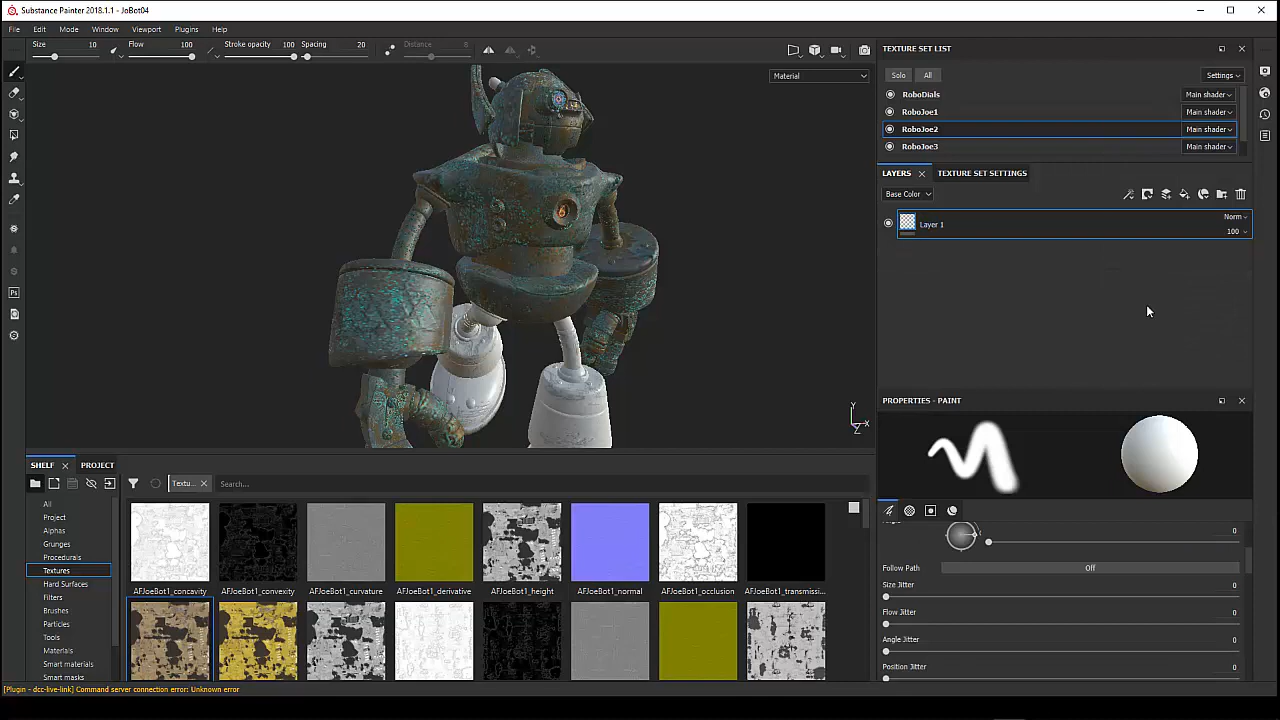 Substance Painter 2018.1.1 - JoBot04
File Edit Mode Window Viewport Plugins Help
Size 10 Flow 100 Stroke opacity 100 Spacing 20 Distance 8
Material
TEXTURE SET LIST
Solo All Settings
RoboDials Main shader
RoboJoe1 Main shader
RoboJoe2 Main shader
RoboJoe3 Main shader
LAYERS TEXTURE SET SETTINGS
Base Color
Layer 1 Norm
100
Y
X
Z
PROPERTIES - PAINT
0
Follow Path Off
Size Jitter 0
Flow Jitter 0
Angle Jitter 0
Position Jitter 0
SHELF PROJECT
Textu... Search...
All
Project
Alphas
Grunges
Procedurals
Textures
Hard Surfaces
Filters
Brushes
Particles
Tools
Materials
Smart materials
Smart masks
AFJoeBot1_concavity AFJoeBot1_convexity AFJoeBot1_curvature AFJoeBot1_derivative AFJoeBot1_height AFJoeBot1_normal AFJoeBot1_occlusion AFJoeBot1_transmissi...
[Plugin - dcc-live-link] Command server connection error: Unknown error
Ps